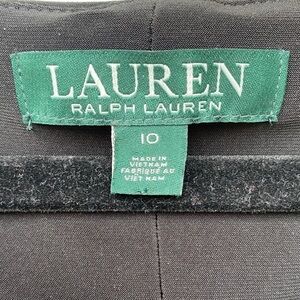 LAUREN
RALPH LAUREN
10
MADE IN
VIETNAM
FABRIQUÉ AU
VIET NAM